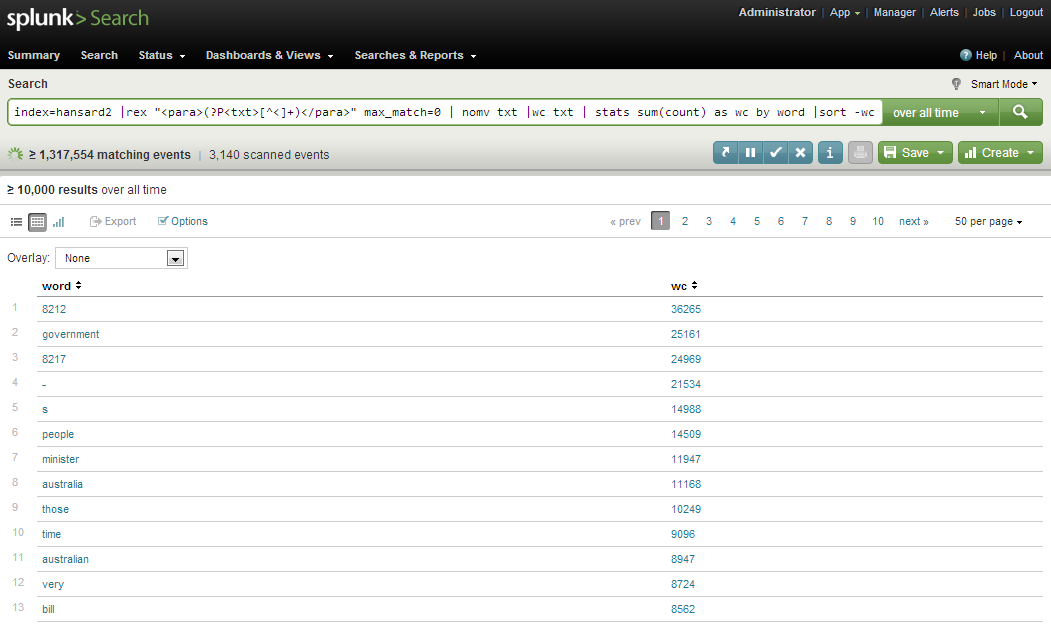 splunk> Search
Administrator | App | Manager | Alerts | Jobs | Logout
Summary Search Status Dashboards & Views Searches & Reports ? Help | About
Search Smart Mode
index=hansard2 |rex "<para>(?P<txt>[^<]+)</para>" max_match=0 | nomv txt |wc txt | stats sum(count) as wc by word |sort -wc over all time
≥ 1,317,554 matching events | 3,140 scanned events i Save Create
≥ 10,000 results over all time
Export Options « prev 1 2 3 4 5 6 7 8 9 10 next » 50 per page
Overlay: None
word wc
1 8212 36265
2 government 25161
3 8217 24969
4 - 21534
5 s 14988
6 people 14509
7 minister 11947
8 australia 11168
9 those 10249
10 time 9096
11 australian 8947
12 very 8724
13 bill 8562